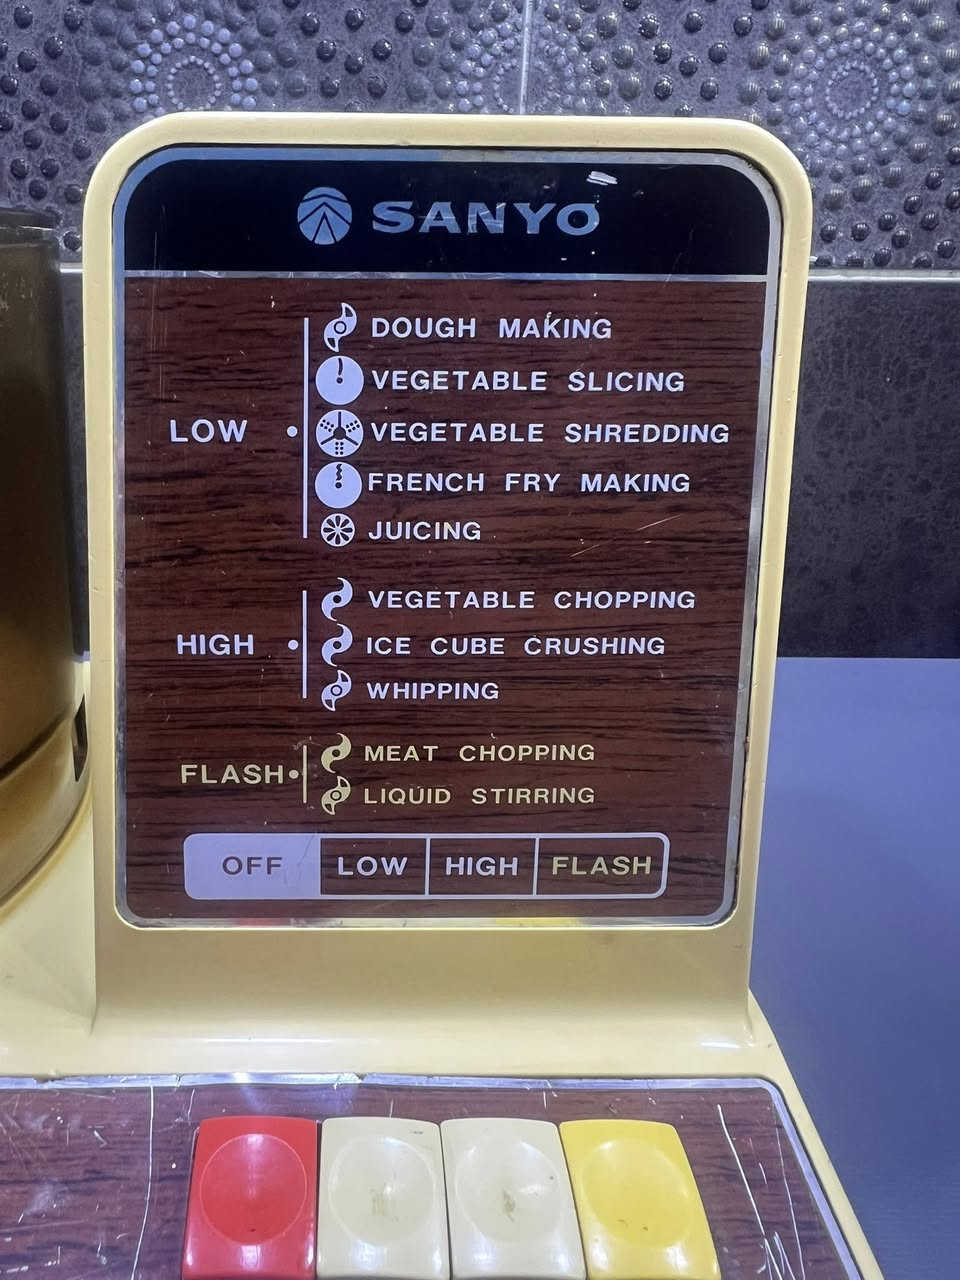 SANYO
DOUGH MAKING
VEGETABLE SLICING
LOW
VEGETABLE SHREDDING
FRENCH FRY MAKING
JUICING
VEGETABLE CHOPPING
HIGH
ICE CUBE CRUSHING
WHIPPING
MEAT CHOPPING
FLASH
LIQUID STIRRING
OFF LOW HIGH FLASH